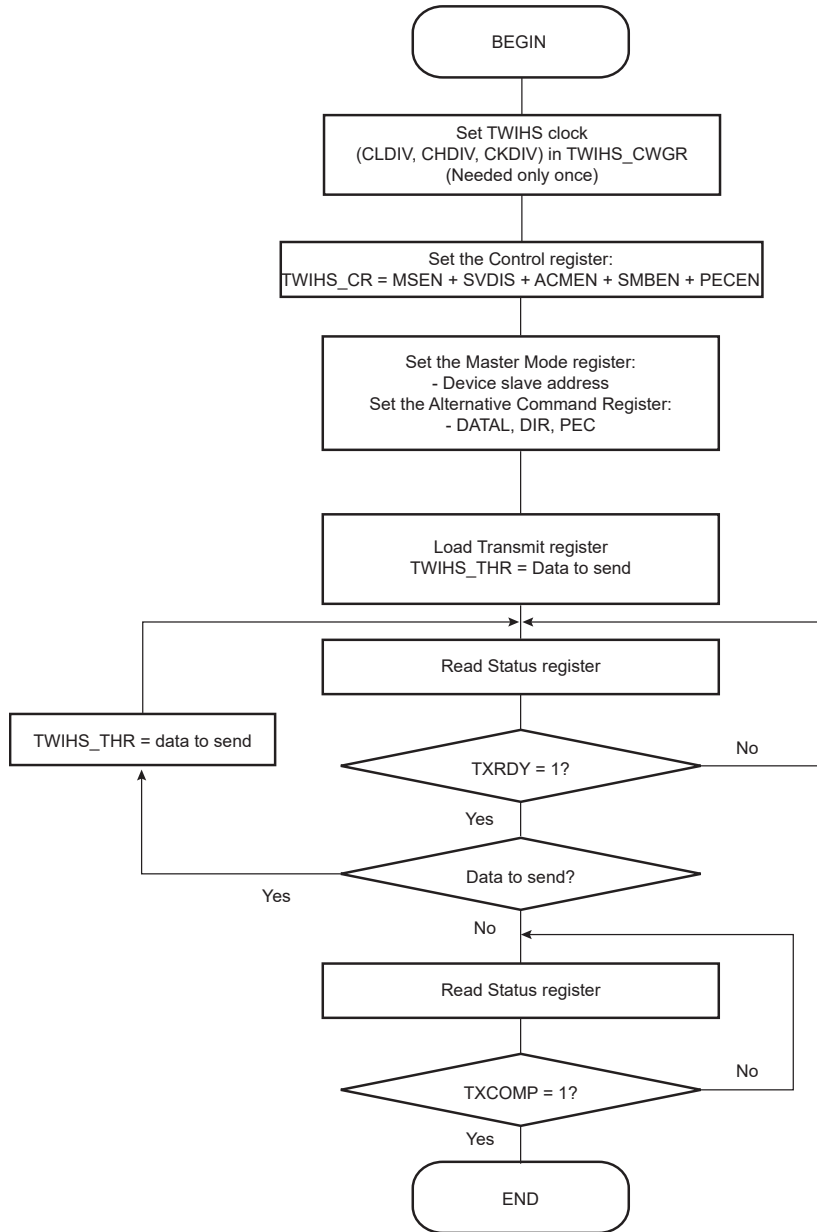 BEGIN
Set TWIHS clock
(CLDIV, CHDIV, CKDIV) in TWIHS_CWGR
(Needed only once)
Set the Control register:
TWIHS_CR = MSEN + SVDIS + ACMEN + SMBEN + PECEN
Set the Master Mode register:
- Device slave address
Set the Alternative Command Register:
- DATAL, DIR, PEC
Load Transmit register
TWIHS_THR = Data to send
Read Status register
TWIHS_THR = data to send
TXRDY = 1?
No
Yes
Data to send?
Yes
No
Read Status register
TXCOMP = 1?
No
Yes
END